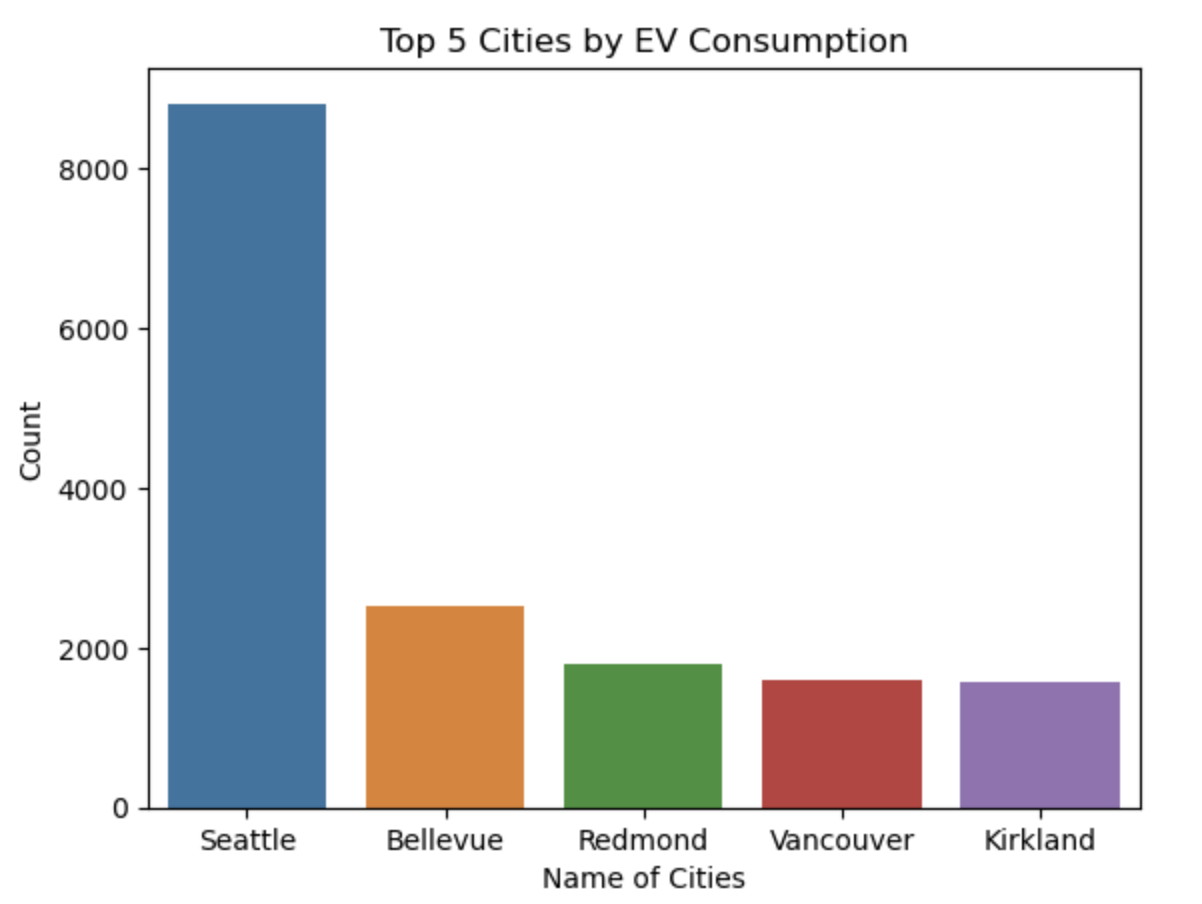 Top 5 Cities by EV Consumption
Count
8000
6000
4000
2000
0
Seattle Bellevue Redmond Vancouver Kirkland
Name of Cities